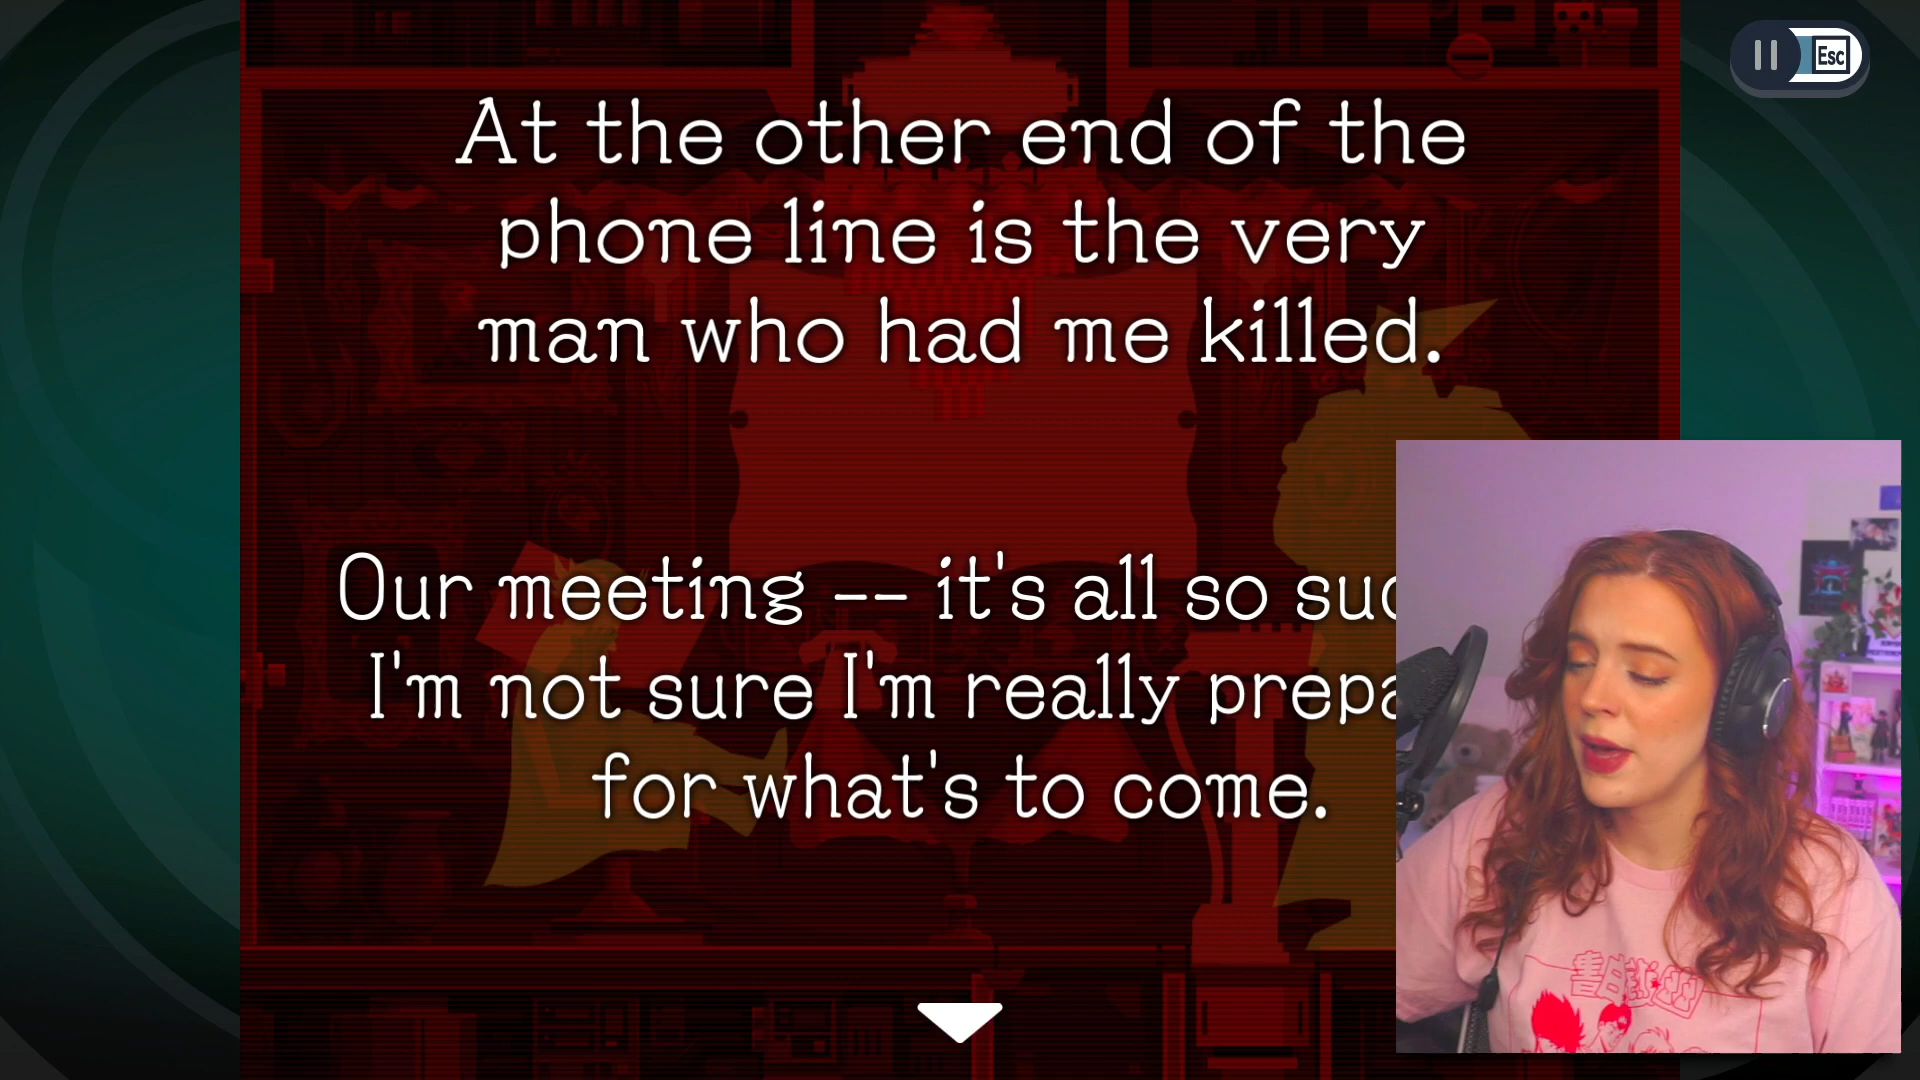 Esc
At the other end of the
phone line is the very
man who had me killed.
Our meeting -- it's all so
I'm not sure I'm really
for what's to come.